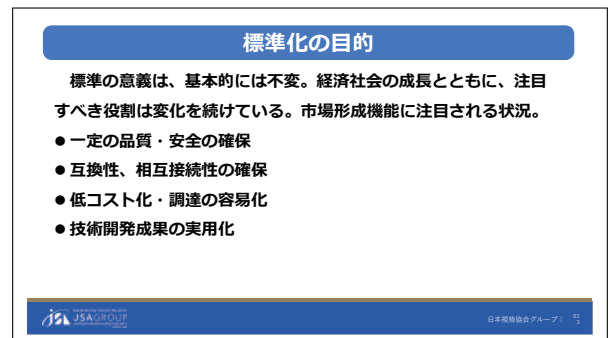 標準化の目的
標準の意義は、基本的には不変。経済社会の成長とともに、注目
すべき役割は変化を続けている。市場形成機能に注目される状況。
● 一定の品質・安全の確保
● 互換性、相互接続性の確保
● 低コスト化・調達の容易化
● 技術開発成果の実用化
JSA JSAGROUP
日本規格協会グループ |